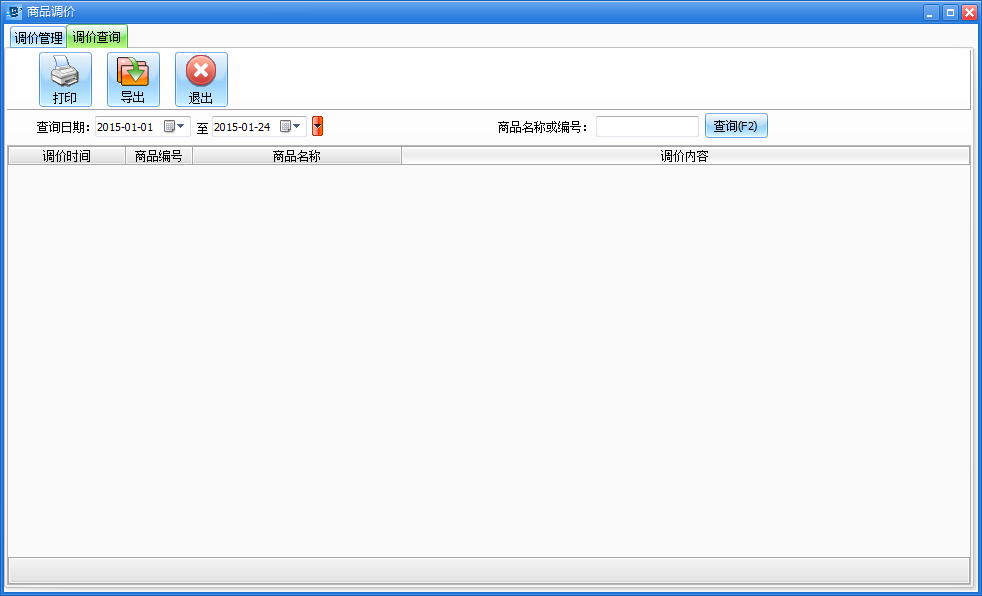 商品调价
调价管理 调价查询
打印 导出 退出
查询日期: 2015-01-01 至 2015-01-24 商品名称或编号: 查询(F2)
调价时间 商品编号 商品名称 调价内容